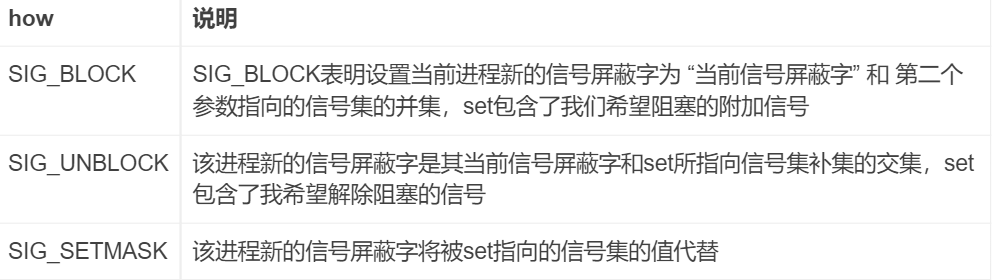 how 说明
SIG_BLOCK SIG_BLOCK表明设置当前进程新的信号屏蔽字为 “当前信号屏蔽字” 和 第二个
参数指向的信号集的并集，set包含了我们希望阻塞的附加信号
SIG_UNBLOCK 该进程新的信号屏蔽字是其当前信号屏蔽字和set所指向信号集补集的交集，set
包含了我希望解除阻塞的信号
SIG_SETMASK 该进程新的信号屏蔽字将被set指向的信号集的值代替